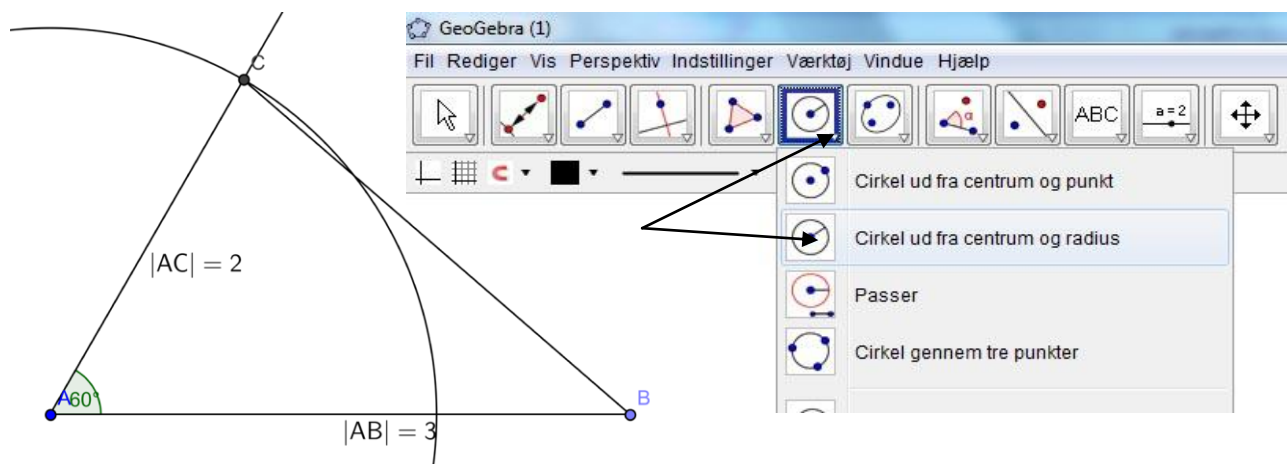 C
|AC| = 2
A 60°
B
|AB| = 3
GeoGebra (1)
Fil Rediger Vis Perspektiv Indstillinger Værktøj Vindue Hjælp
α
ABC
a=2
Cirkel ud fra centrum og punkt
Cirkel ud fra centrum og radius
Passer
Cirkel gennem tre punkter